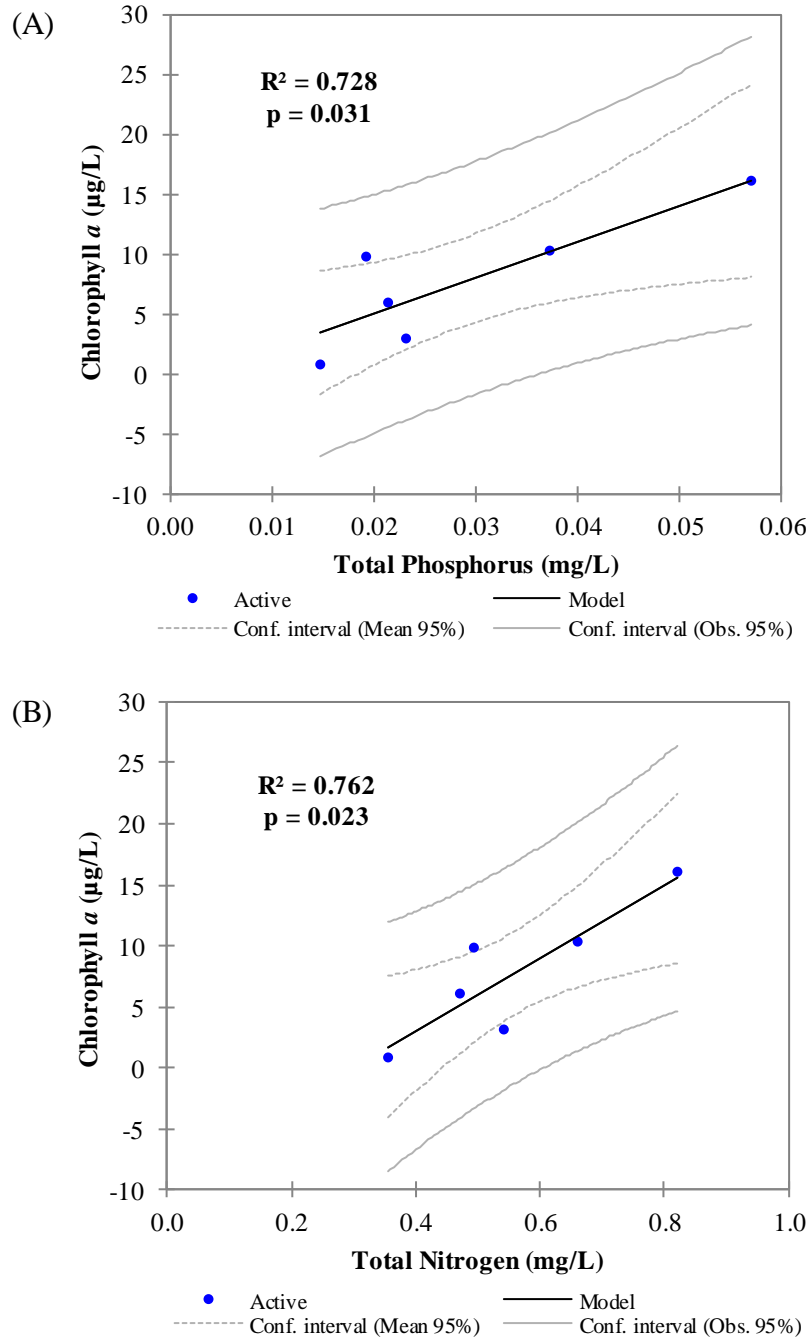 (A)
30
25
20
15
10
5
0
-5
-10
Chlorophyll a (µg/L)
R² = 0.728
p = 0.031
0.00 0.01 0.02 0.03 0.04 0.05 0.06
Total Phosphorus (mg/L)
Active Model
Conf. interval (Mean 95%) Conf. interval (Obs. 95%)
(B)
30
25
20
15
10
5
0
-5
-10
Chlorophyll a (µg/L)
R² = 0.762
p = 0.023
0.0 0.2 0.4 0.6 0.8 1.0
Total Nitrogen (mg/L)
Active Model
Conf. interval (Mean 95%) Conf. interval (Obs. 95%)